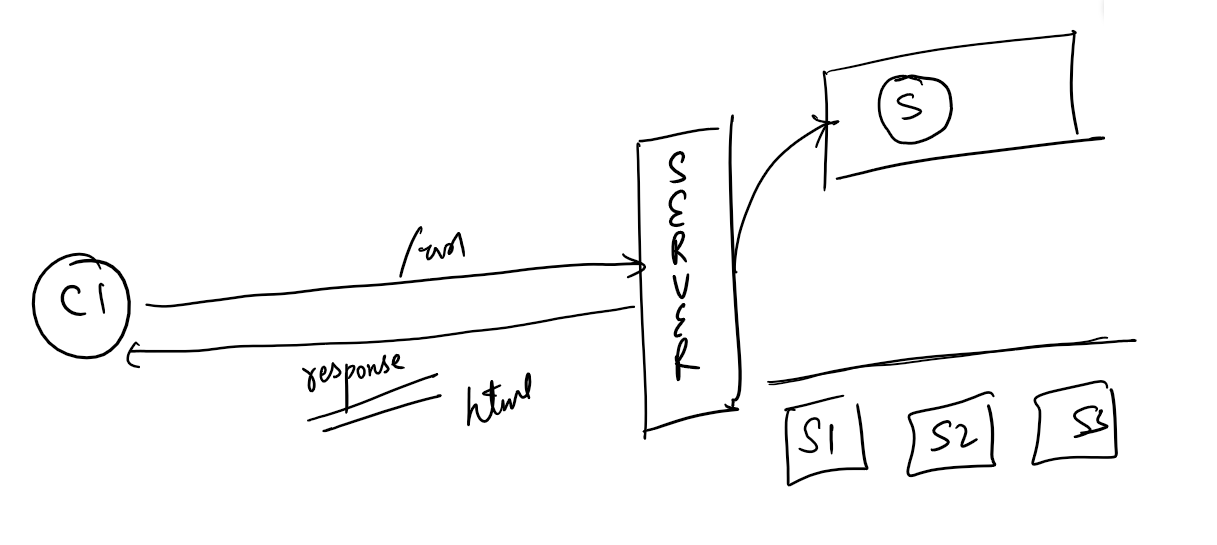 S
SERVER
C1
response
html
S1
S2
S3